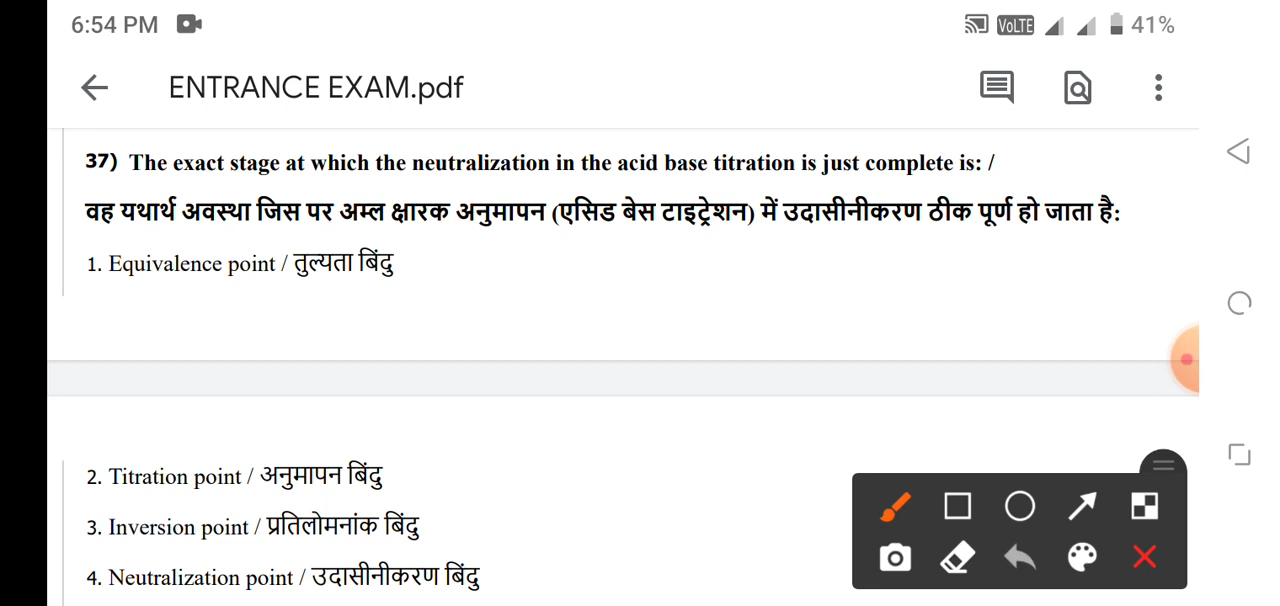 6:54 PM VoLTE 41%
ENTRANCE EXAM.pdf
37) The exact stage at which the neutralization in the acid base titration is just complete is: /
वह यथार्थ अवस्था जिस पर अम्ल क्षारक अनुमापन (एसिड बेस टाइट्रेशन) में उदासीनीकरण ठीक पूर्ण हो जाता है:
1. Equivalence point / तुल्यता बिंदु
2. Titration point / अनुमापन बिंदु
3. Inversion point / प्रतिलोमनांक बिंदु
4. Neutralization point / उदासीनीकरण बिंदु